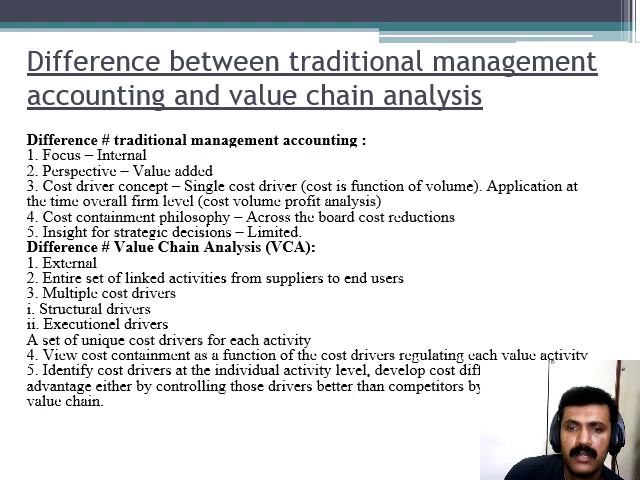 Difference between traditional management
accounting and value chain analysis
Difference # traditional management accounting :
1. Focus – Internal
2. Perspective – Value added
3. Cost driver concept – Single cost driver (cost is function of volume). Application at
the time overall firm level (cost volume profit analysis)
4. Cost containment philosophy – Across the board cost reductions
5. Insight for strategic decisions – Limited.
Difference # Value Chain Analysis (VCA):
1. External
2. Entire set of linked activities from suppliers to end users
3. Multiple cost drivers
i. Structural drivers
ii. Executionel drivers
A set of unique cost drivers for each activity
4. View cost containment as a function of the cost drivers regulating each value activity
5. Identify cost drivers at the individual activity level, develop cost
advantage either by controlling those drivers better than competitors by
value chain.